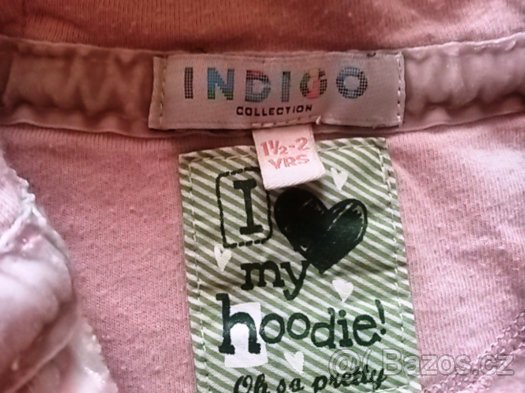 INDIGO
COLLECTION
1½-2
YRS
I
my
hoodie!
Oh so pretty
Bazos.cz